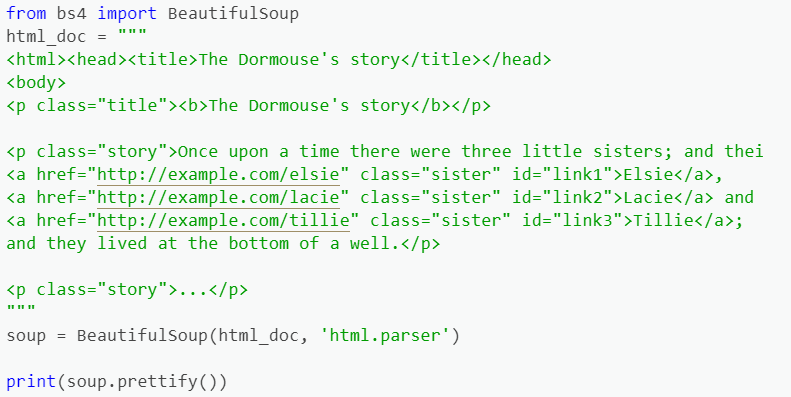 from bs4 import BeautifulSoup
html_doc = """
<html><head><title>The Dormouse's story</title></head>
<body>
<p class="title"><b>The Dormouse's story</b></p>

<p class="story">Once upon a time there were three little sisters; and thei
<a href="http://example.com/elsie" class="sister" id="link1">Elsie</a>,
<a href="http://example.com/lacie" class="sister" id="link2">Lacie</a> and
<a href="http://example.com/tillie" class="sister" id="link3">Tillie</a>;
and they lived at the bottom of a well.</p>

<p class="story">...</p>
"""
soup = BeautifulSoup(html_doc, 'html.parser')

print(soup.prettify())